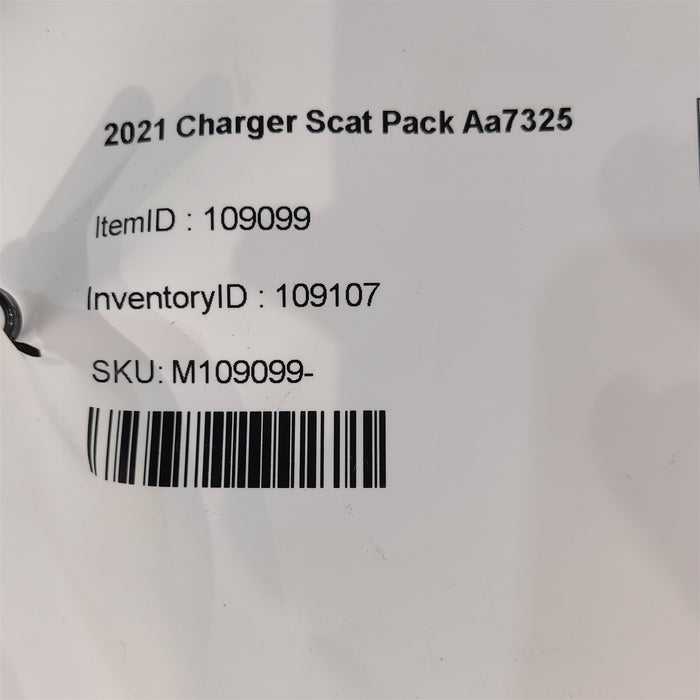 2021 Charger Scat Pack Aa7325
ItemID : 109099
InventoryID : 109107
SKU: M109099-